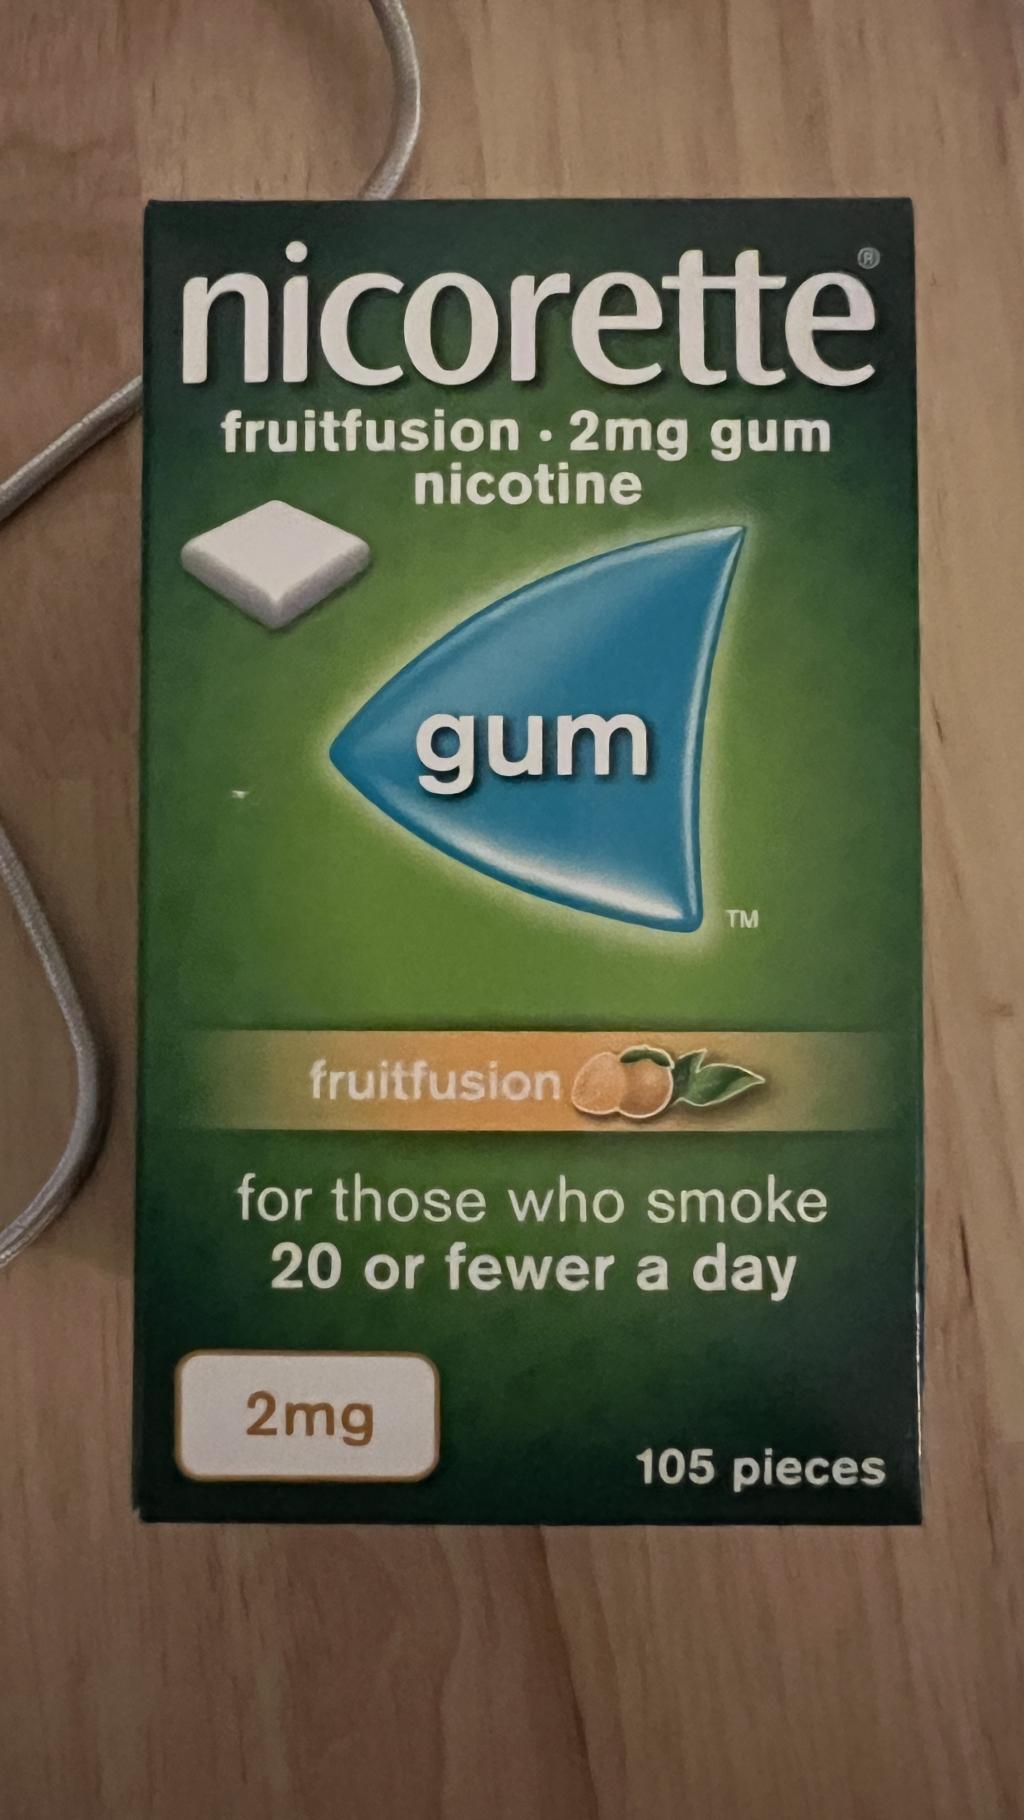 nicorette®
fruitfusion · 2mg gum
nicotine
gum
TM
fruitfusion
for those who smoke
20 or fewer a day
2mg
105 pieces